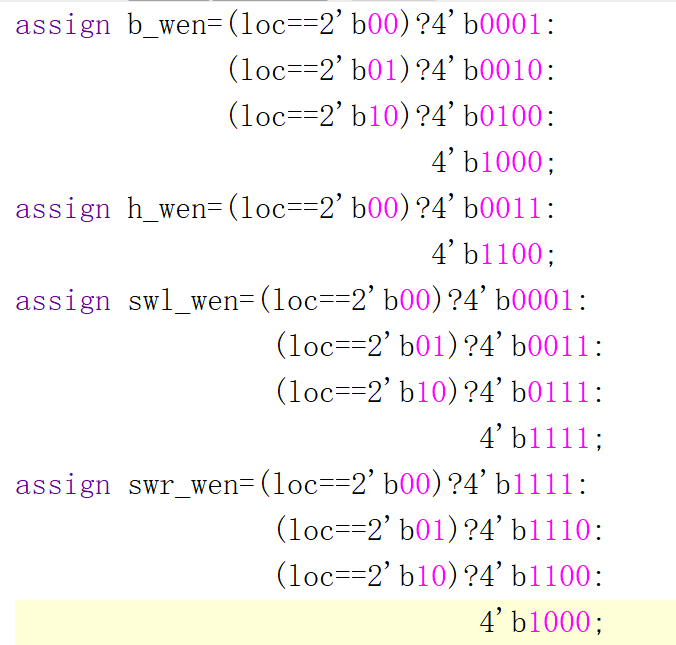 assign b_wen=(loc==2'b00)?4'b0001:
(loc==2'b01)?4'b0010:
(loc==2'b10)?4'b0100:
4'b1000;
assign h_wen=(loc==2'b00)?4'b0011:
4'b1100;
assign swl_wen=(loc==2'b00)?4'b0001:
(loc==2'b01)?4'b0011:
(loc==2'b10)?4'b0111:
4'b1111;
assign swr_wen=(loc==2'b00)?4'b1111:
(loc==2'b01)?4'b1110:
(loc==2'b10)?4'b1100:
4'b1000;